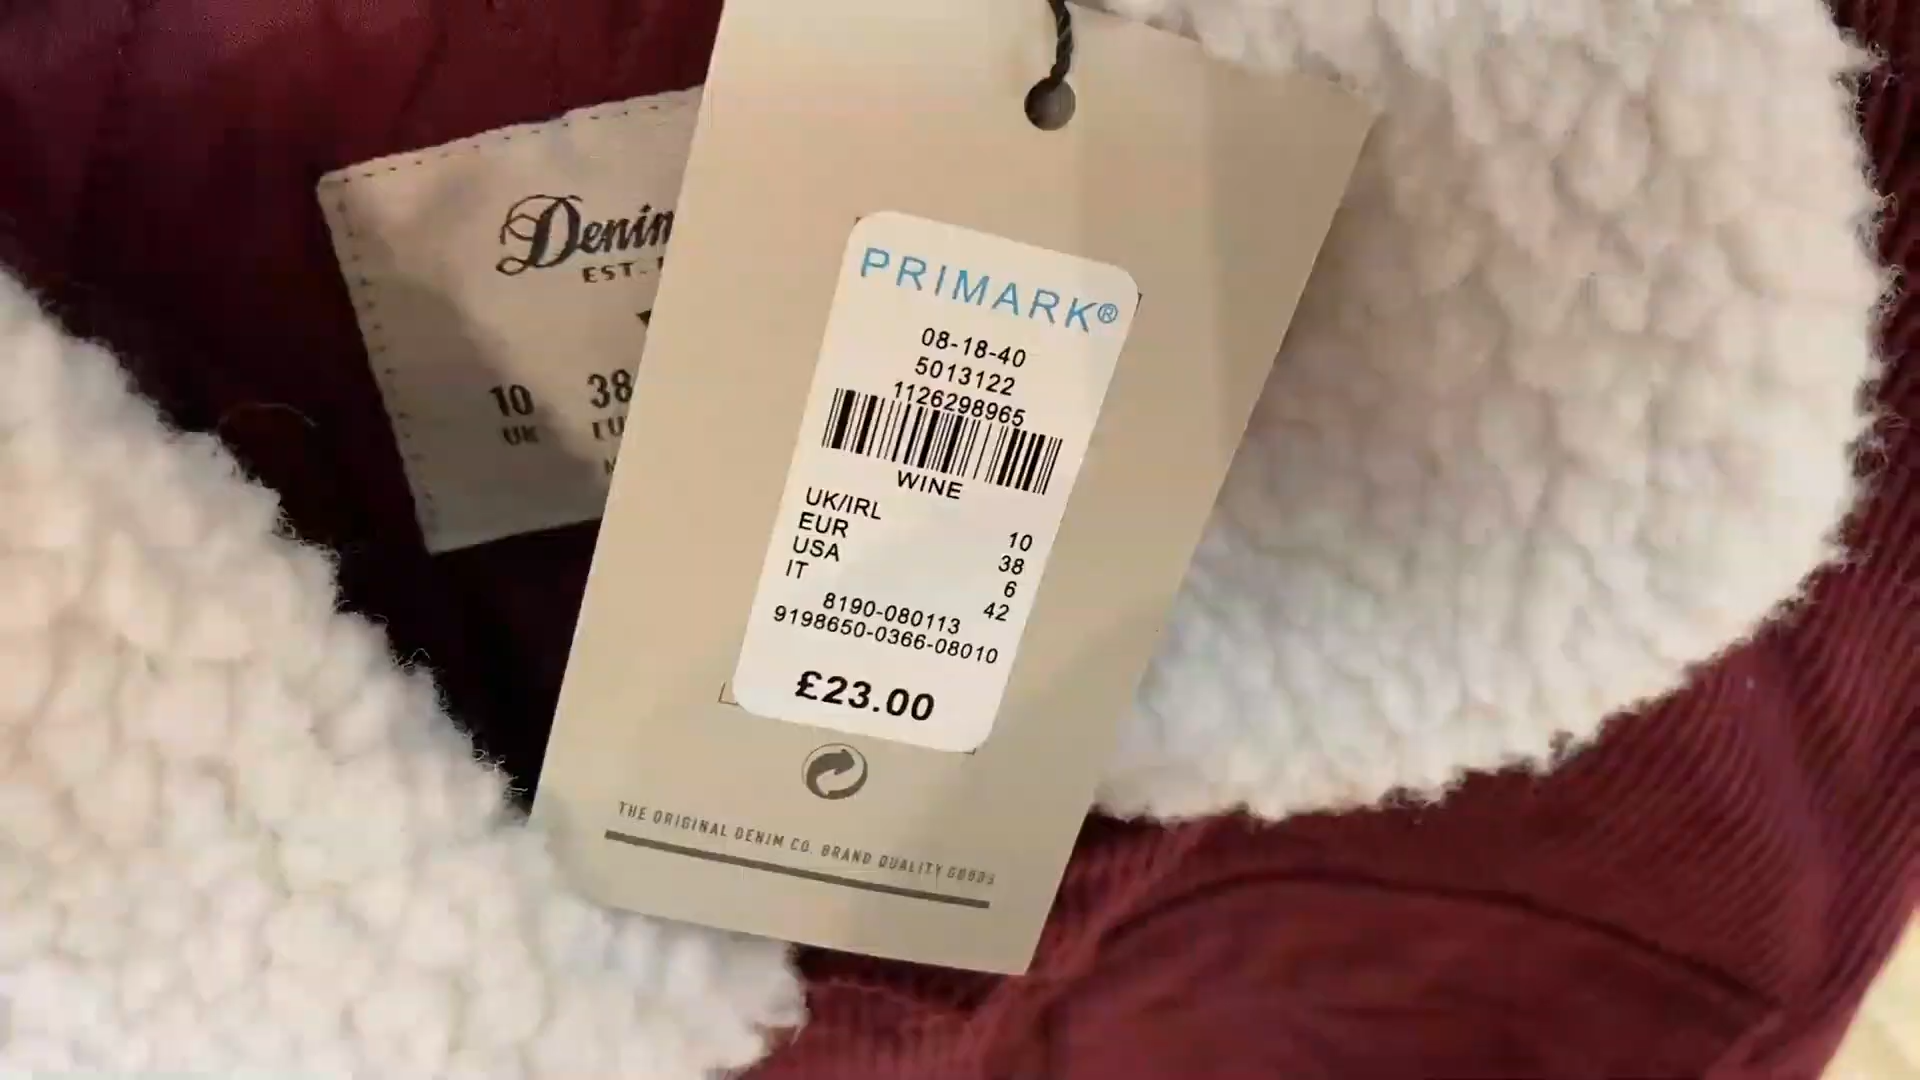 Denim
EST.
10 38
UK EU
PRIMARK®
08-18-40
5013122
1126298965
WINE
UK/IRL 10
EUR 38
USA 6
IT 42
8190-080113
9198650-0366-08010
£23.00
THE ORIGINAL DENIM CO. BRAND QUALITY GOODS